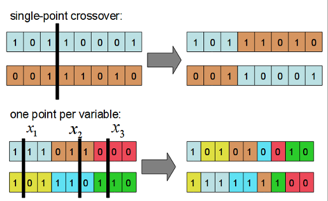 single-point crossover:
1 0 1 1 0 0 0 1 1 0 1 1 1 0 1 0
0 0 1 1 1 0 1 0 0 0 1 1 0 0 0 1
one point per variable:
x₁ x₂ x₃
1 1 1 0 1 1 0 0 0 1 0 1 0 1 0 0 1 0
1 0 1 1 1 0 1 1 0 1 1 1 1 1 1 1 0 0